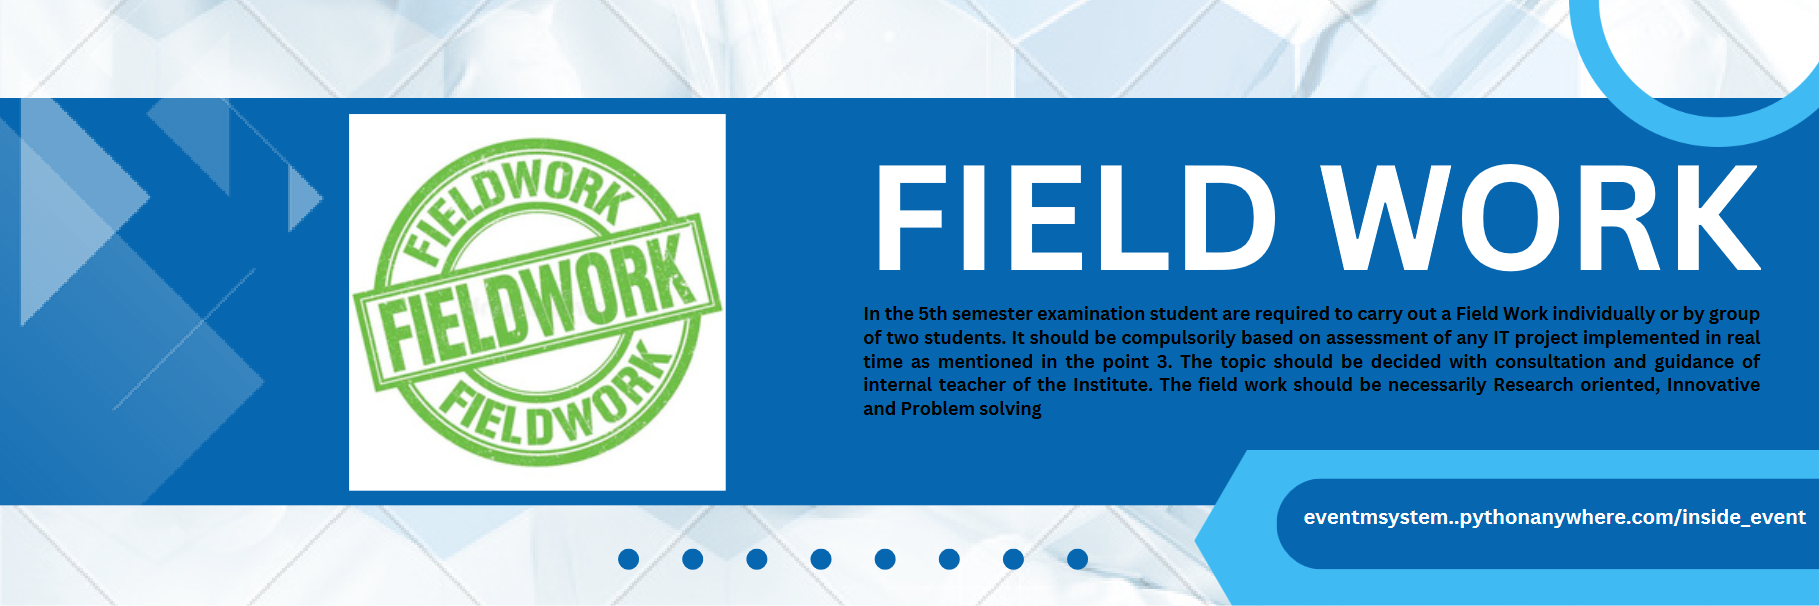 FIELDWORK
FIELDWORK
FIELDWORK
FIELD WORK
In the 5th semester examination student are required to carry out a Field Work individually or by group
of two students. It should be compulsorily based on assessment of any IT project implemented in real
time as mentioned in the point 3. The topic should be decided with consultation and guidance of
internal teacher of the Institute. The field work should be necessarily Research oriented, Innovative
and Problem solving
eventmsystem..pythonanywhere.com/inside_event